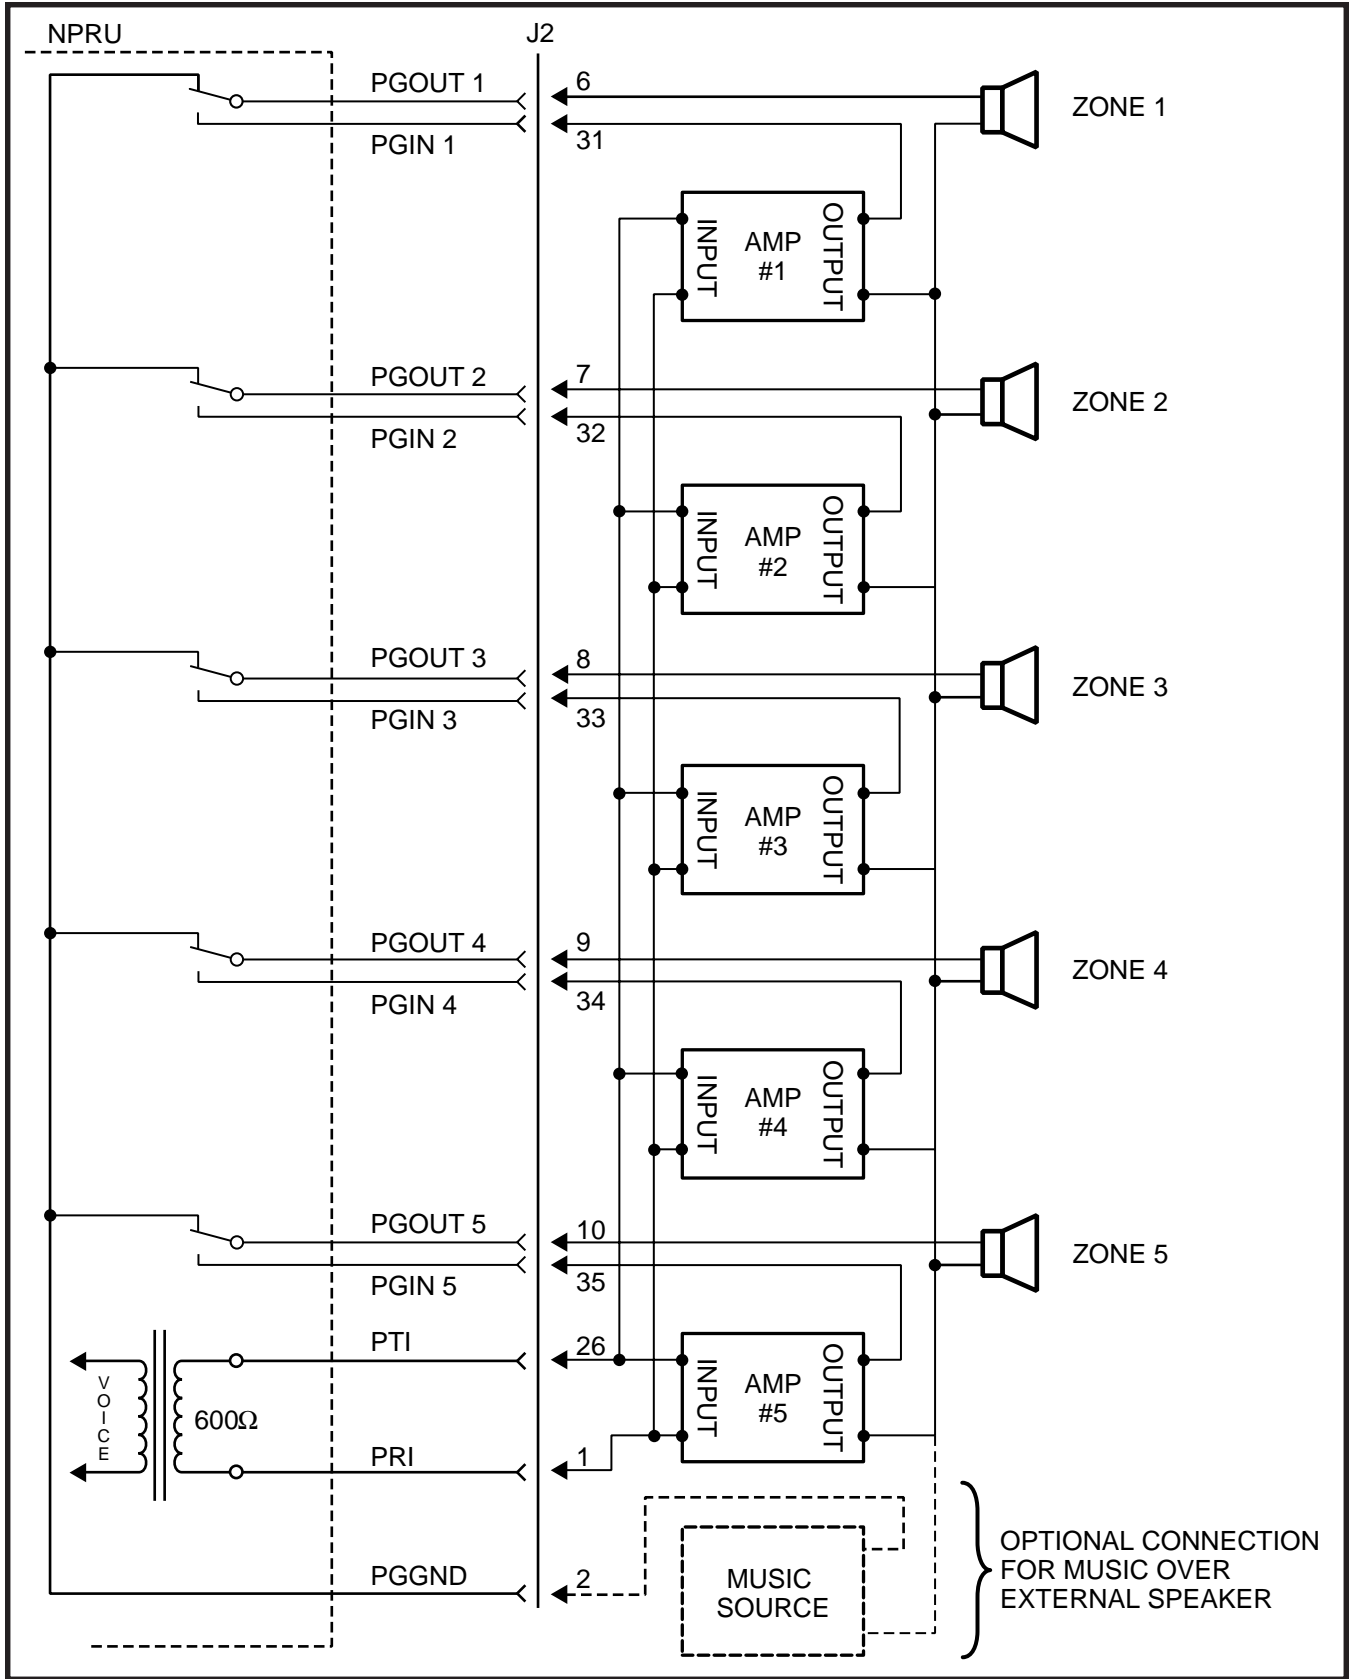 NPRU
J2
PGOUT 1
6
ZONE 1
PGIN 1
31
INPUT
AMP
#1
OUTPUT
PGOUT 2
7
ZONE 2
PGIN 2
32
INPUT
AMP
#2
OUTPUT
PGOUT 3
8
ZONE 3
PGIN 3
33
INPUT
AMP
#3
OUTPUT
PGOUT 4
9
ZONE 4
PGIN 4
34
INPUT
AMP
#4
OUTPUT
PGOUT 5
10
ZONE 5
PGIN 5
35
PTI
26
INPUT
AMP
#5
OUTPUT
VOICE
600Ω
PRI
1
PGGND
2
MUSIC
SOURCE
OPTIONAL CONNECTION
FOR MUSIC OVER
EXTERNAL SPEAKER